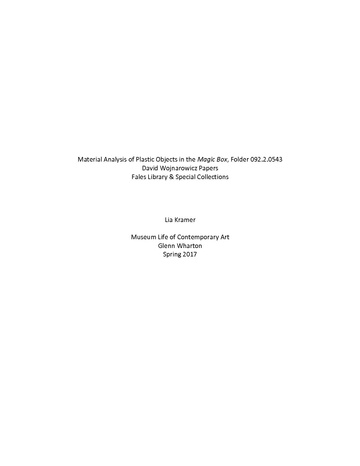 Material Analysis of Plastic Objects in the Magic Box, Folder 092.2.0543
David Wojnarowicz Papers
Fales Library & Special Collections
Lia Kramer
Museum Life of Contemporary Art
Glenn Wharton
Spring 2017